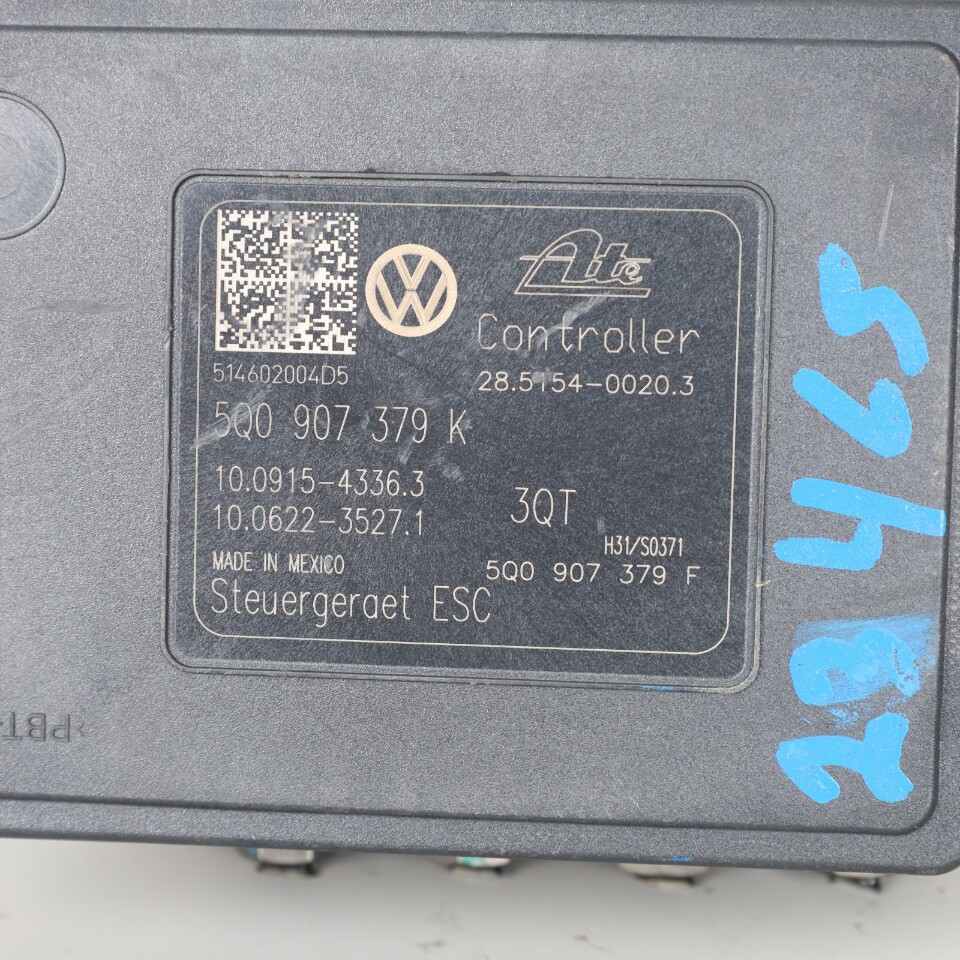 Ate
Controller
514602004D5
28.5154-0020.3
5Q0 907 379 K
10.0915-4336.3
10.0622-3527.1
3QT
H31/S0371
MADE IN MEXICO
5Q0 907 379 F
Steuergeraet ESC
>PBT-